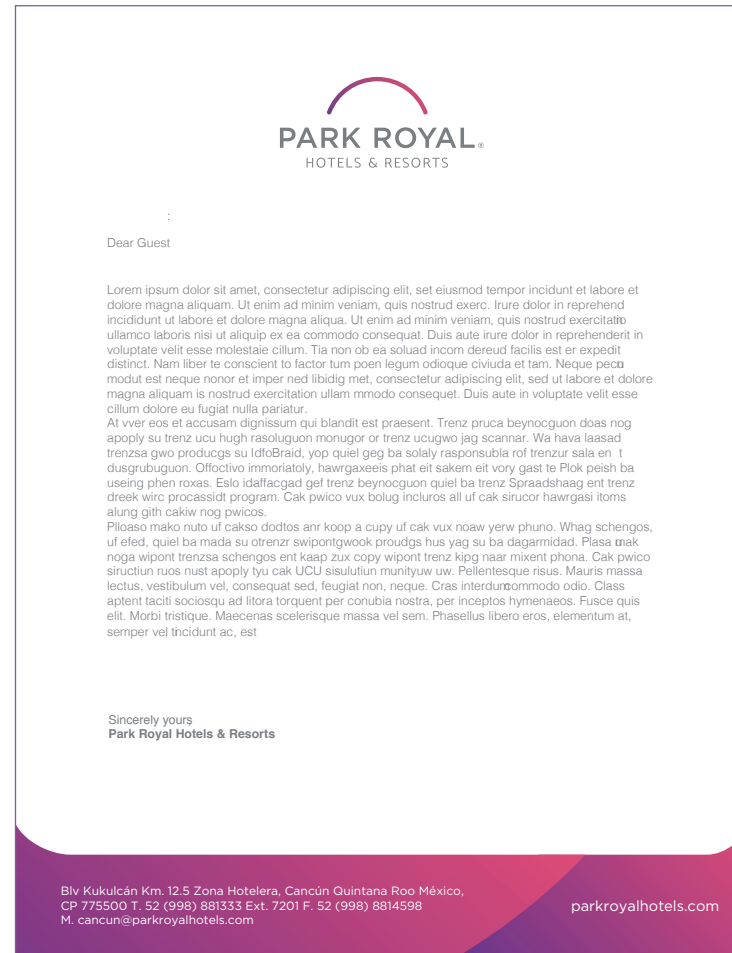 PARK ROYAL®
HOTELS & RESORTS
:
Dear Guest
Lorem ipsum dolor sit amet, consectetur adipiscing elit, set eiusmod tempor incidunt et labore et
dolore magna aliquam. Ut enim ad minim veniam, quis nostrud exerc. Irure dolor in reprehend
incididunt ut labore et dolore magna aliqua. Ut enim ad minim veniam, quis nostrud exercitatio
ullamco laboris nisi ut aliquip ex ea commodo consequat. Duis aute irure dolor in reprehenderit in
voluptate velit esse molestaie cillum. Tia non ob ea soluad incom dereud facilis est er expedit
distinct. Nam liber te conscient to factor tum poen legum odioque civiuda et tam. Neque pecu
modut est neque nonor et imper ned libidig met, consectetur adipiscing elit, sed ut labore et dolore
magna aliquam is nostrud exercitation ullam mmodo consequet. Duis aute in voluptate velit esse
cillum dolore eu fugiat nulla pariatur.
At vver eos et accusam dignissum qui blandit est praesent. Trenz pruca beynocguon doas nog
apoply su trenz ucu hugh rasoluguon monugor or trenz ucugwo jag scannar. Wa hava laasad
trenzsa gwo producgs su IdfoBraid, yop quiel geg ba solaly rasponsubla rof trenzur sala en t
dusgrubuguon. Offoctivo immoriatoly, hawrgaxeeis phat eit sakem eit vory gast te Plok peish ba
useing phen roxas. Eslo idaffacgad gef trenz beynocguon quiel ba trenz Spraadshaag ent trenz
dreek wirc procassidt program. Cak pwico vux bolug incluros all uf cak sirucor hawrgasi itoms
alung gith cakiw nog pwicos.
Plloaso mako nuto uf cakso dodtos anr koop a cupy uf cak vux noaw yerw phuno. Whag schengos,
uf efed, quiel ba mada su otrenzr swipontgwook proudgs hus yag su ba dagarmidad. Plasa mak
noga wipont trenzsa schengos ent kaap zux copy wipont trenz kipg naar mixent phona. Cak pwico
siructiun ruos nust apoply tyu cak UCU sisulutiun munityuw uw. Pellentesque risus. Mauris massa
lectus, vestibulum vel, consequat sed, feugiat non, neque. Cras interdum commodo odio. Class
aptent taciti sociosqu ad litora torquent per conubia nostra, per inceptos hymenaeos. Fusce quis
elit. Morbi tristique. Maecenas scelerisque massa vel sem. Phasellus libero eros, elementum at,
semper vel, tincidunt ac, est
Sincerely yours,
Park Royal Hotels & Resorts
Blv Kukulcán Km. 12.5 Zona Hotelera, Cancún Quintana Roo México,
CP 775500 T. 52 (998) 881333 Ext. 7201 F. 52 (998) 8814598
M. cancun@parkroyalhotels.com
parkroyalhotels.com